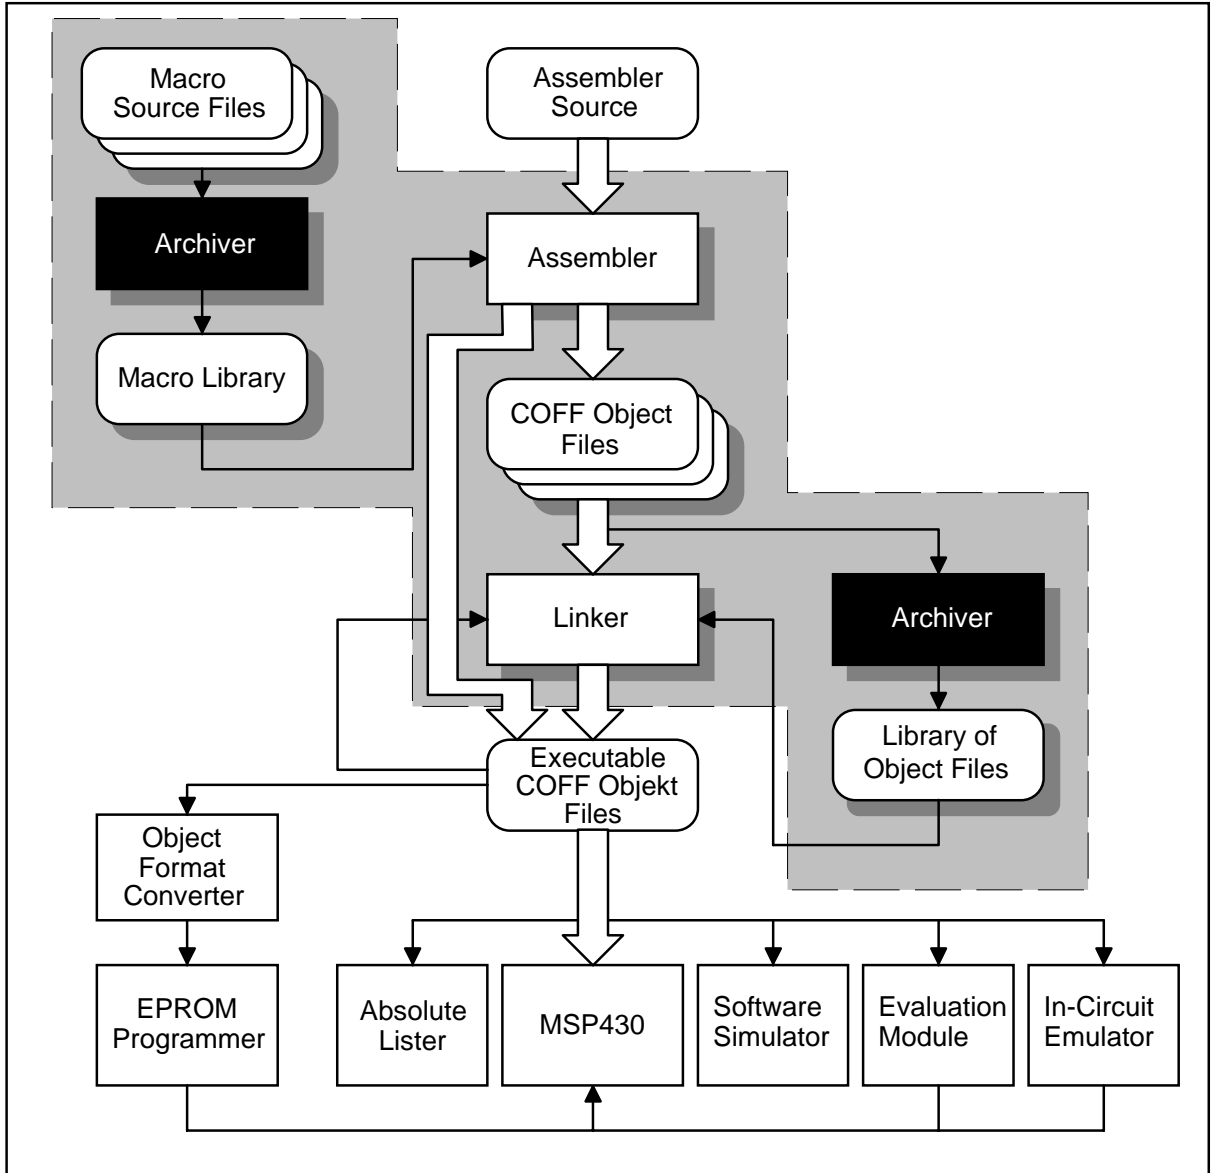 Macro
Source Files
Assembler
Source
Archiver
Assembler
Macro Library
COFF Object
Files
Linker
Archiver
Executable
COFF Objekt
Files
Library of
Object Files
Object
Format
Converter
EPROM
Programmer
Absolute
Lister
MSP430
Software
Simulator
Evaluation
Module
In-Circuit
Emulator